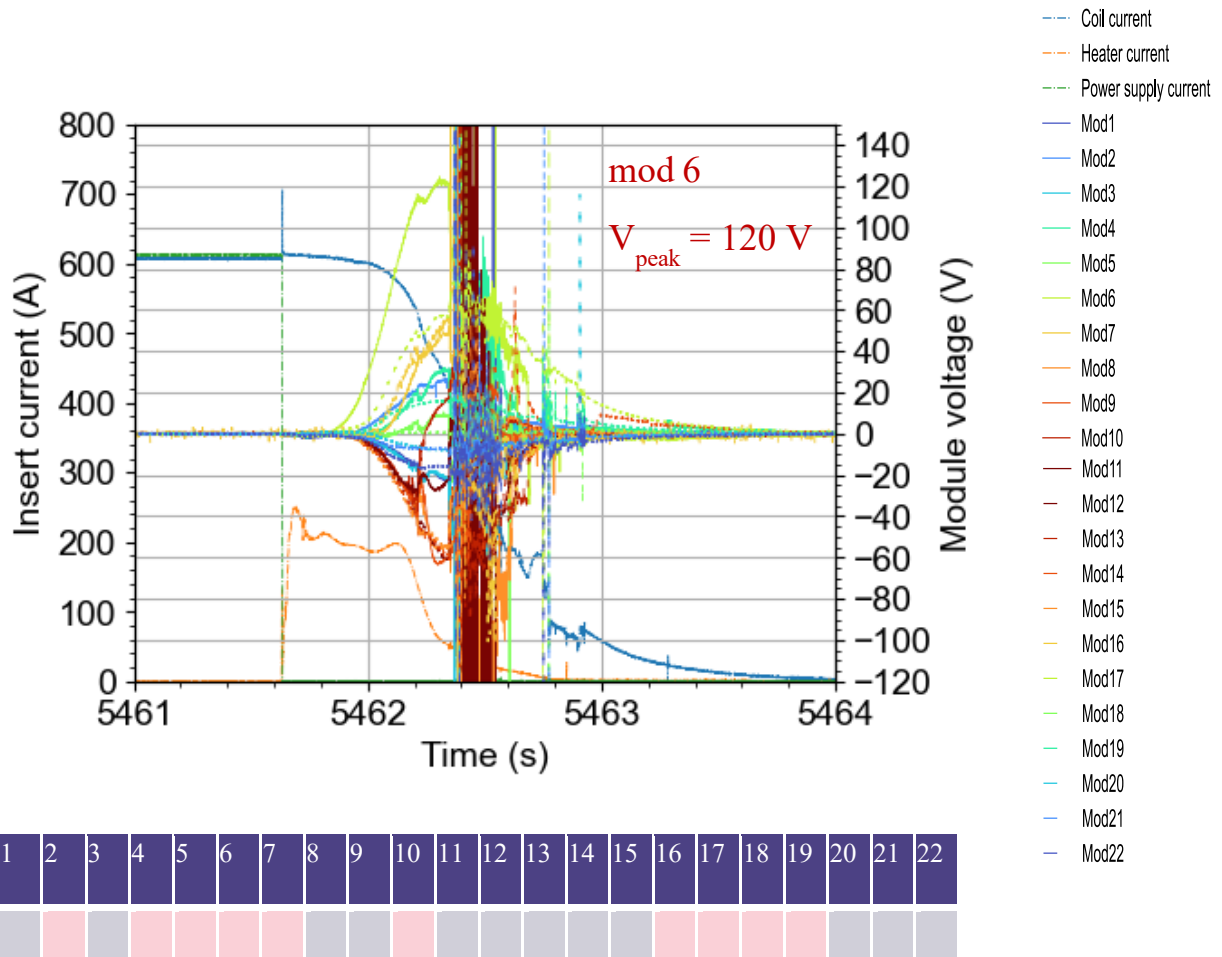 Coil current
Heater current
Power supply current
Mod1
Mod2
Mod3
Mod4
Mod5
Mod6
Mod7
Mod8
Mod9
Mod10
Mod11
Mod12
Mod13
Mod14
Mod15
Mod16
Mod17
Mod18
Mod19
Mod20
Mod21
Mod22
Insert current (A)
800
700
600
500
400
300
200
100
0
mod 6
Vpeak = 120 V
140
120
100
80
60
40
20
0
−20
−40
−60
−80
−100
−120
Module voltage (V)
5461 5462 5463 5464
Time (s)
1 2 3 4 5 6 7 8 9 10 11 12 13 14 15 16 17 18 19 20 21 22